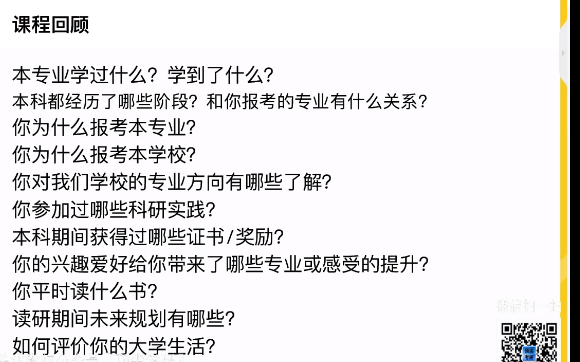 课程回顾
本专业学过什么？学到了什么？
本科都经历了哪些阶段？和你报考的专业有什么关系？
你为什么报考本专业？
你为什么报考本学校？
你对我们学校的专业方向有哪些了解？
你参加过哪些科研实践？
本科期间获得过哪些证书/奖励？
你的兴趣爱好给你带来了哪些专业或感受的提升？
你平时读什么书？
读研期间未来规划有哪些？
如何评价你的大学生活？